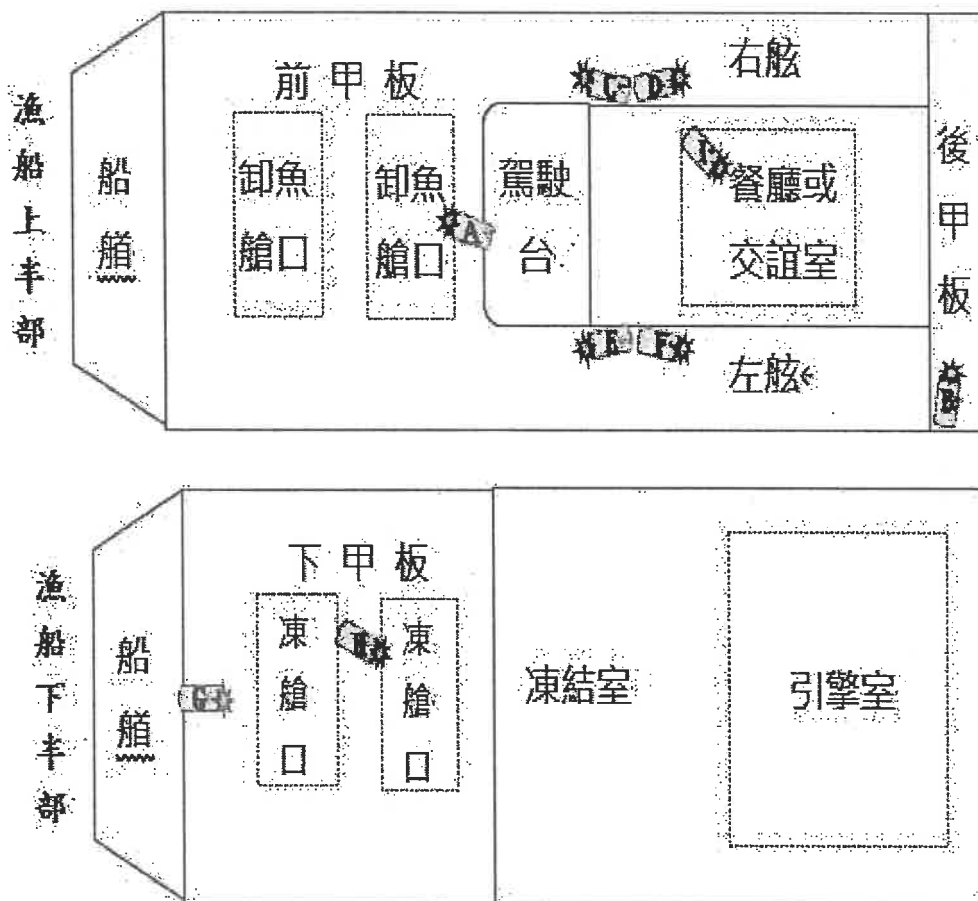 漁船上半部
船艏
前甲板
卸魚艙口
卸魚艙口
駕駛台
餐廳或
交誼室
右舷
左舷
後甲板
A
B
C
D
E
F
I
漁船下半部
船艏
下甲板
凍艙口
凍艙口
凍結室
引擎室
G
H